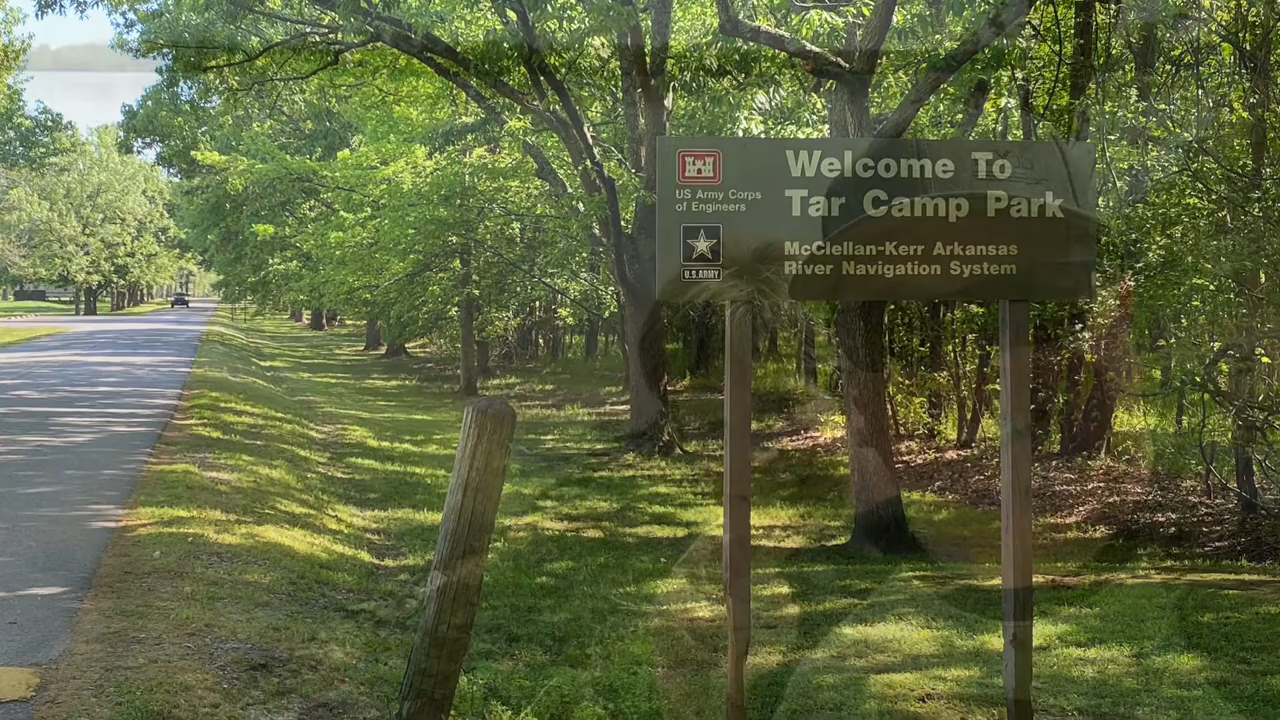 US Army Corps
of Engineers
U.S.ARMY
Welcome To
Tar Camp Park
McClellan-Kerr Arkansas
River Navigation System